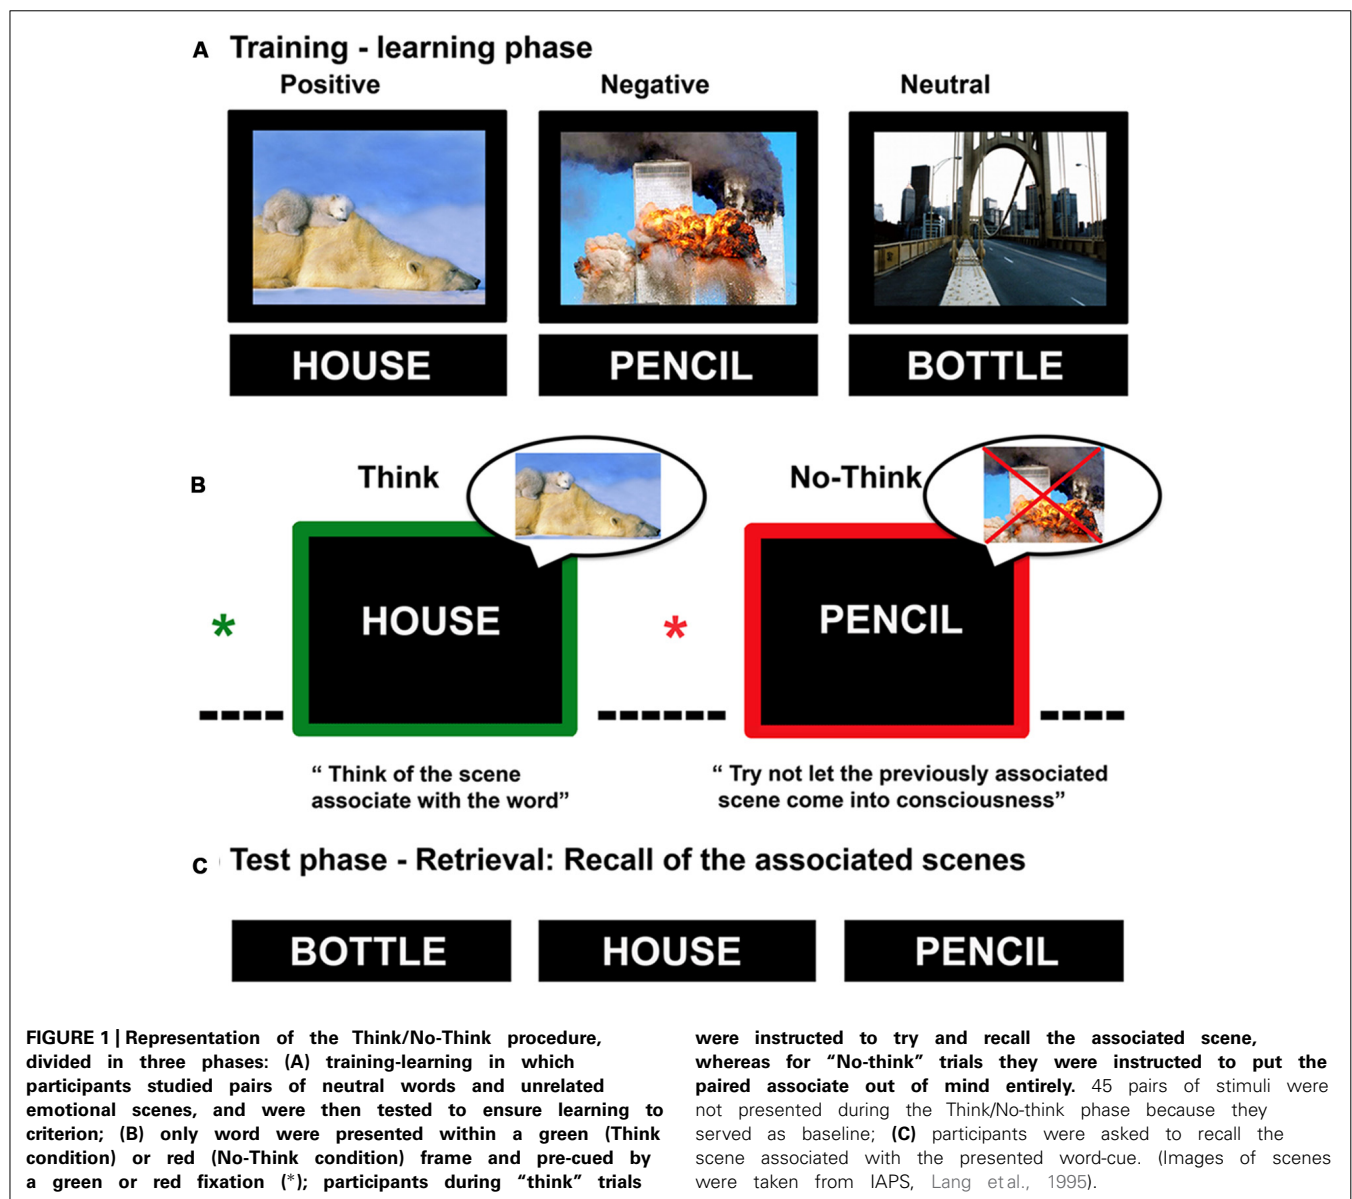 A Training - learning phase
Positive Negative Neutral
HOUSE PENCIL BOTTLE
B Think No-Think
HOUSE PENCIL
* *
“ Think of the scene
associate with the word”
“ Try not let the previously associated
scene come into consciousness”
C Test phase - Retrieval: Recall of the associated scenes
BOTTLE HOUSE PENCIL
FIGURE 1 | Representation of the Think/No-Think procedure,
divided in three phases: (A) training-learning in which
participants studied pairs of neutral words and unrelated
emotional scenes, and were then tested to ensure learning to
criterion; (B) only word were presented within a green (Think
condition) or red (No-Think condition) frame and pre-cued by
a green or red fixation (*); participants during “think” trials
were instructed to try and recall the associated scene,
whereas for “No-think” trials they were instructed to put the
paired associate out of mind entirely. 45 pairs of stimuli were
not presented during the Think/No-think phase because they
served as baseline; (C) participants were asked to recall the
scene associated with the presented word-cue. (Images of scenes
were taken from IAPS, Lang et al., 1995).